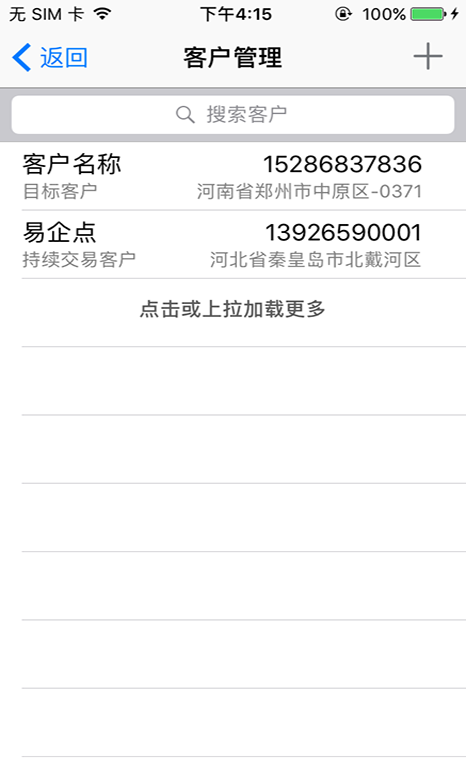 无 SIM 卡 下午4:15 100%
返回 客户管理
搜索客户
客户名称 15286837836
目标客户 河南省郑州市中原区-0371
易企点 13926590001
持续交易客户 河北省秦皇岛市北戴河区
点击或上拉加载更多